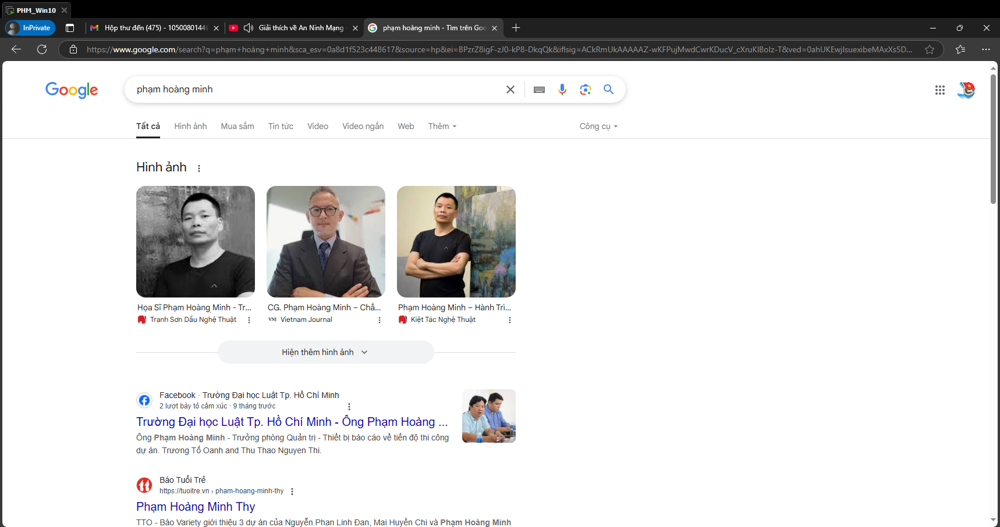 PHM_Win10
InPrivate
Hộp thư đến (475) - 1050080144
Giải thích về An Ninh Mạng
phạm hoàng minh - Tìm trên Goo
https://www.google.com/search?q=phạm+hoàng+minh&sca_esv=0a8d1f523c448617&source=hp&ei=BPzrZ8igF-zJ0-kP8-DkqQk&iflsig=ACkRmUkAAAAAZ-wKFPujMwdCwrKDucV_cXruKlBolz-T&ved=0ahUKEwjlsuexibeMAxXs5D...
Google
phạm hoàng minh
Tất cả Hình ảnh Mua sắm Tin tức Video Video ngắn Web Thêm Công cụ
Hình ảnh
Họa Sĩ Phạm Hoàng Minh - Tr...
Tranh Sơn Dầu Nghệ Thuật
CG. Phạm Hoàng Minh – Chắ...
VNJ Vietnam Journal
Phạm Hoàng Minh – Hành Trì...
Kiệt Tác Nghệ Thuật
Hiện thêm hình ảnh
Facebook · Trường Đại học Luật Tp. Hồ Chí Minh
2 lượt bày tỏ cảm xúc · 9 tháng trước
Trường Đại học Luật Tp. Hồ Chí Minh - Ông Phạm Hoàng ...
Ông Phạm Hoàng Minh - Trưởng phòng Quản trị - Thiết bị báo cáo về tiến độ thi công
dự án. Trương Tố Oanh and Thu Thao Nguyen Thi.
Báo Tuổi Trẻ
https://tuoitre.vn › pham-hoang-minh-thy
Phạm Hoàng Minh Thy
TTO - Báo Variety giới thiệu 3 dự án của Nguyễn Phan Linh Đan, Mai Huyền Chi và Phạm Hoàng Minh